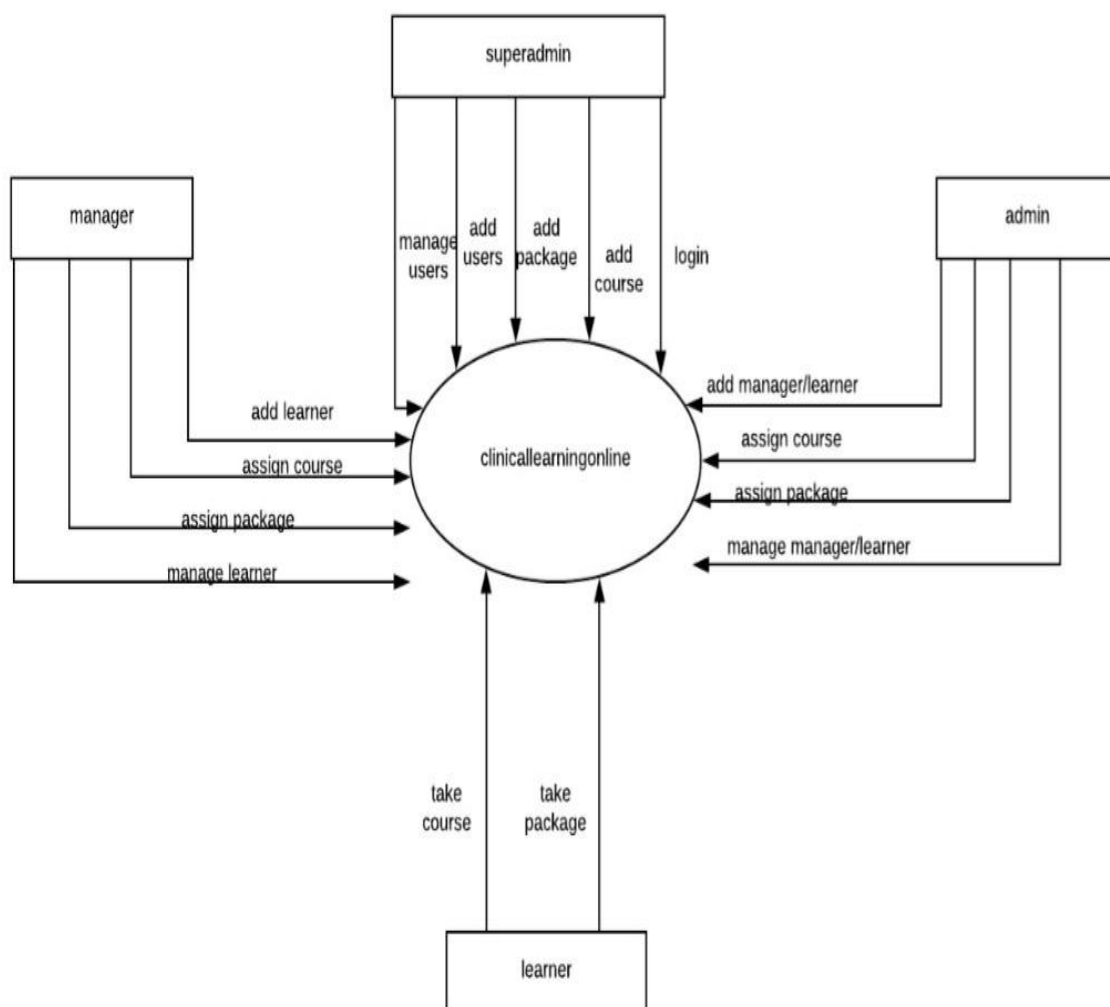 superadmin
manager
admin
manage
users
add
users
add
package
add
course
login
add manager/learner
add learner
assign course
assign course
clinicallearningonline
assign package
assign package
manage manager/learner
manage learner
take
course
take
package
learner